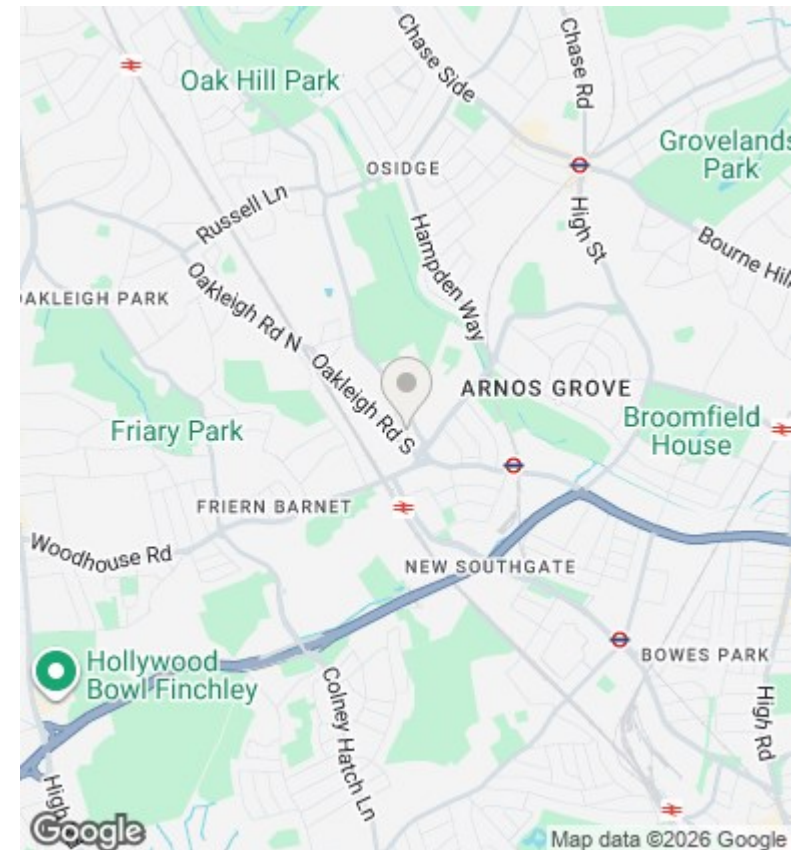 Oak Hill Park
Chase Side
Chase Rd
Grovelands
Park
OSIDGE
Russell Ln
Hampden Way
High St
Bourne Hill
OAKLEIGH PARK
Oakleigh Rd N
Oakleigh Rd S
ARNOS GROVE
Broomfield
House
Friary Park
FRIERN BARNET
Woodhouse Rd
NEW SOUTHGATE
BOWES PARK
Hollywood
Bowl Finchley
Colney Hatch Ln
High Rd
High
Google
Map data ©2026 Google